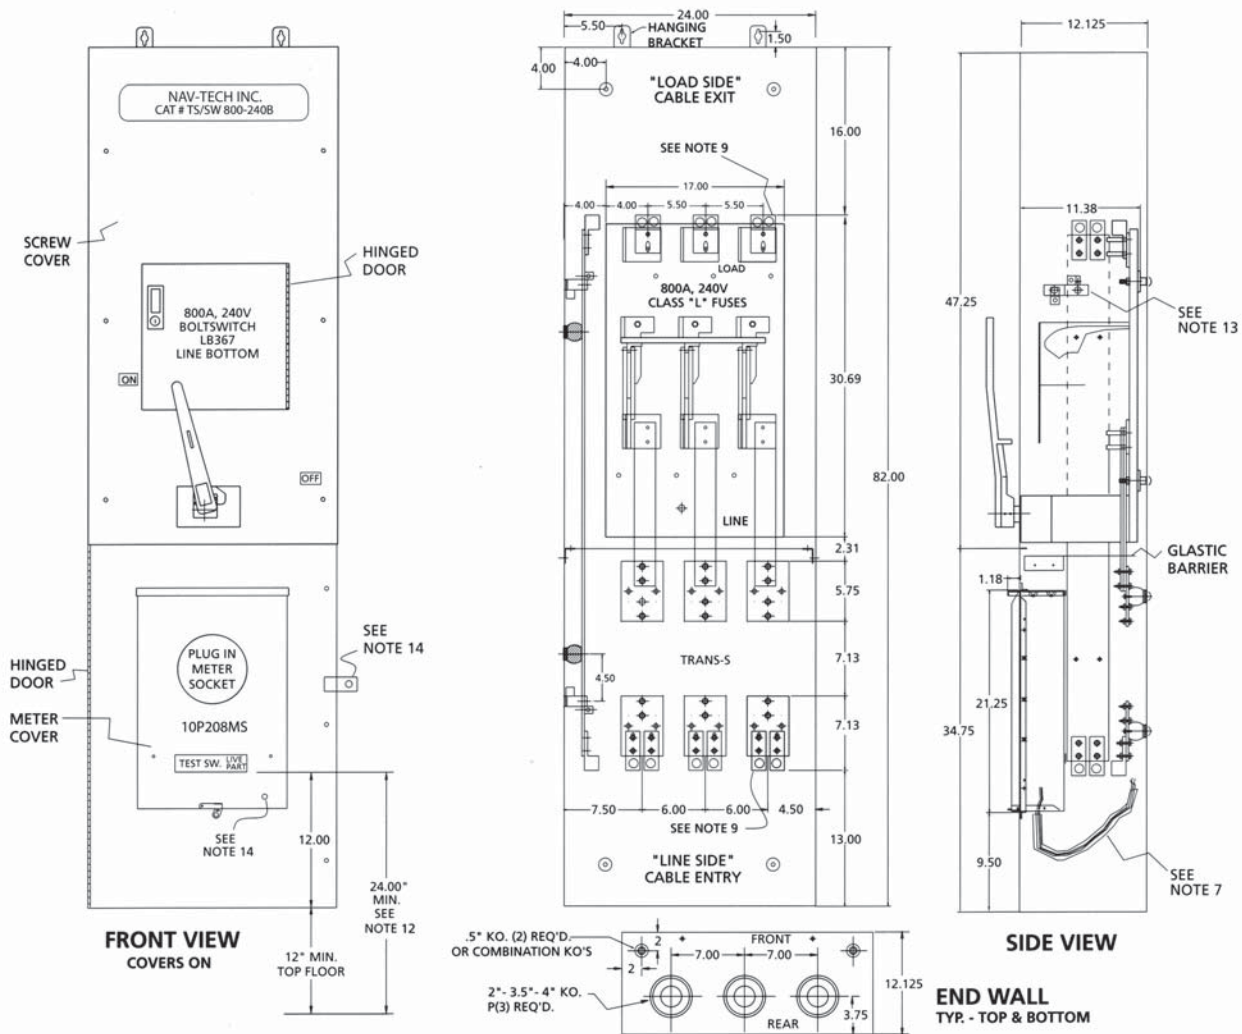 NAV-TECH INC.
CAT # TS/SW 800-240B
SCREW
COVER
HINGED
DOOR
800A, 240V
BOLTSWITCH
LB367
LINE BOTTOM
ON
OFF
HINGED
DOOR
METER
COVER
PLUG IN
METER
SOCKET
10P208MS
TEST SW.
LIVE
PART
SEE
NOTE 14
SEE
NOTE 14
12.00
24.00"
MIN.
SEE
NOTE 12
12" MIN.
TOP FLOOR
FRONT VIEW
COVERS ON
24.00
5.50
HANGING
BRACKET
1.50
4.00
4.00
"LOAD SIDE"
CABLE EXIT
16.00
SEE NOTE 9
17.00
4.00
4.00
5.50
5.50
LOAD
800A, 240V
CLASS "L" FUSES
30.69
82.00
LINE
2.31
5.75
TRANS-S
7.13
4.50
7.13
7.50
6.00
6.00
4.50
SEE NOTE 9
13.00
"LINE SIDE"
CABLE ENTRY
.5" KO. (2) REQ'D.
OR COMBINATION KO'S
2
2
FRONT
7.00
7.00
12.125
2"- 3.5"- 4" KO.
P(3) REQ'D.
3.75
REAR
END WALL
TYP. - TOP & BOTTOM
12.125
11.38
47.25
SEE
NOTE 13
GLASTIC
BARRIER
1.18
21.25
34.75
9.50
SEE
NOTE 7
SIDE VIEW